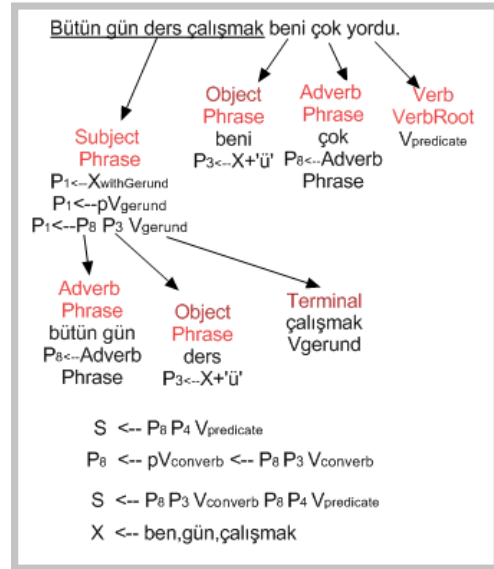 Bütün gün ders çalışmak beni çok yordu.
Object Phrase
beni
P3<--X+'ü'
Adverb Phrase
çok
P8<--Adverb Phrase
Verb
VerbRoot
Vpredicate
Subject Phrase
P1<--XwithGerund
P1<--pVgerund
P1<--P8 P3 Vgerund
Adverb Phrase
bütün gün
P8<--Adverb Phrase
Object Phrase
ders
P3<--X+'ü'
Terminal
çalışmak
Vgerund
S <-- P8 P4 Vpredicate
P8 <-- pVconverb <-- P8 P3 Vconverb
S <-- P8 P3 Vconverb P8 P4 Vpredicate
X <-- ben,gün,çalışmak